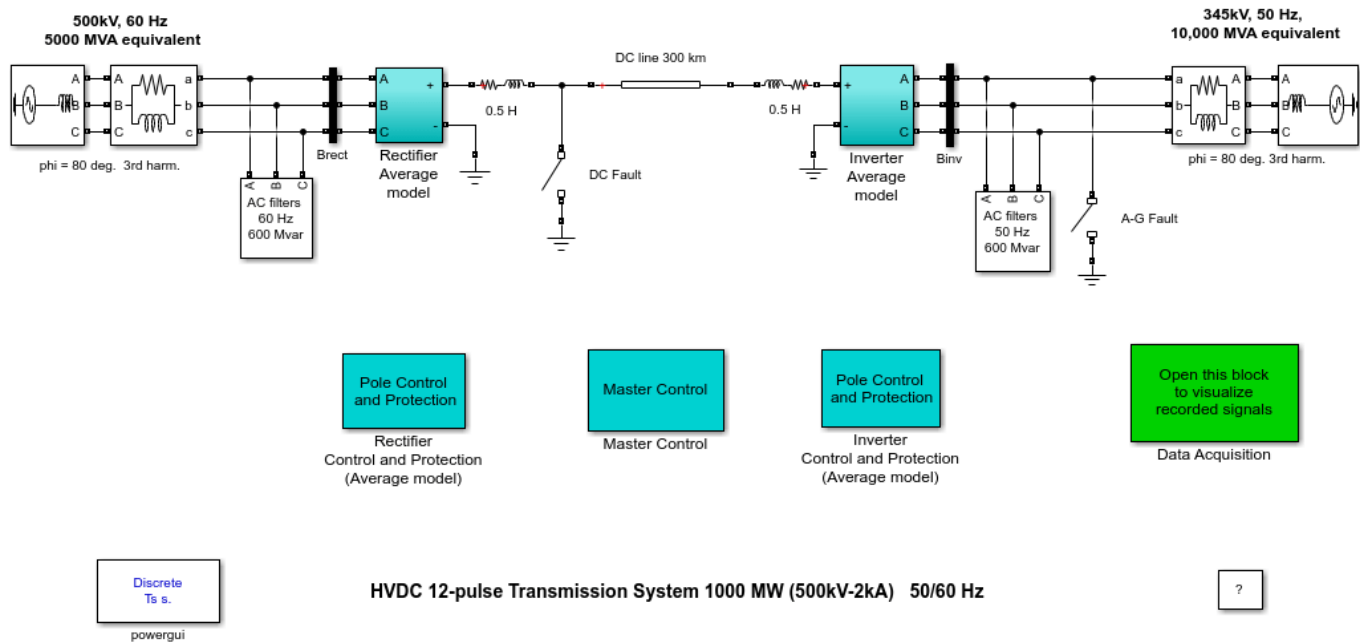 500kV, 60 Hz
5000 MVA equivalent
345kV, 50 Hz,
10,000 MVA equivalent
DC line 300 km
A
B
C
A
B
C
a
b
c
A
B
C
+
-
0.5 H
0.5 H
+
-
A
B
C
a
b
c
A
B
C
A
B
C
phi = 80 deg. 3rd harm.
Brect
Rectifier
Average
model
DC Fault
Inverter
Average
model
Binv
phi = 80 deg. 3rd harm.
A
B
C
AC filters
60 Hz
600 Mvar
A
B
C
AC filters
50 Hz
600 Mvar
A-G Fault
Pole Control
and Protection
Rectifier
Control and Protection
(Average model)
Master Control
Master Control
Pole Control
and Protection
Inverter
Control and Protection
(Average model)
Open this block
to visualize
recorded signals
Data Acquisition
Discrete
Ts s.
powergui
HVDC 12-pulse Transmission System 1000 MW (500kV-2kA) 50/60 Hz
?